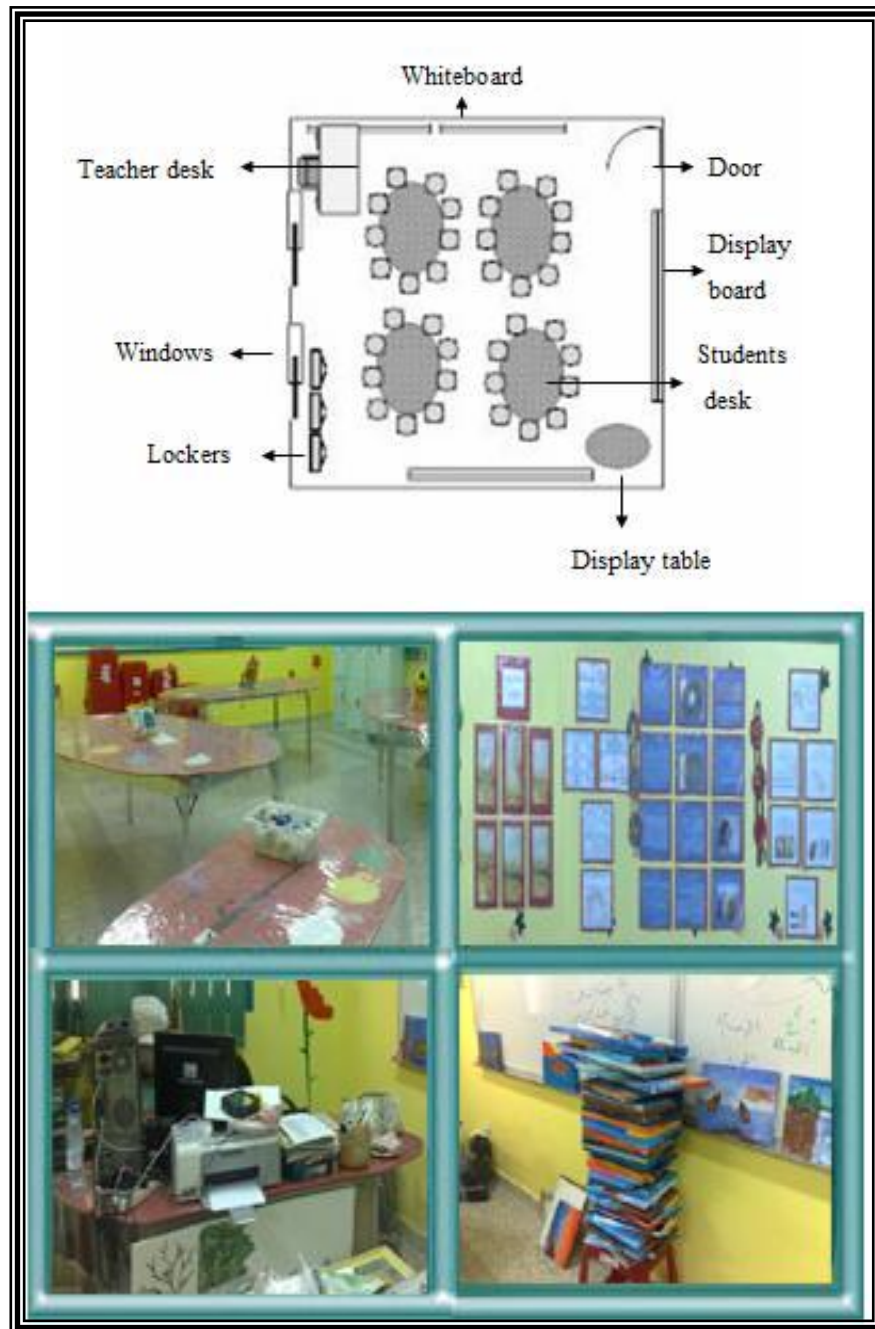 Whiteboard
Teacher desk
Door
Display
board
Windows
Students
desk
Lockers
Display table